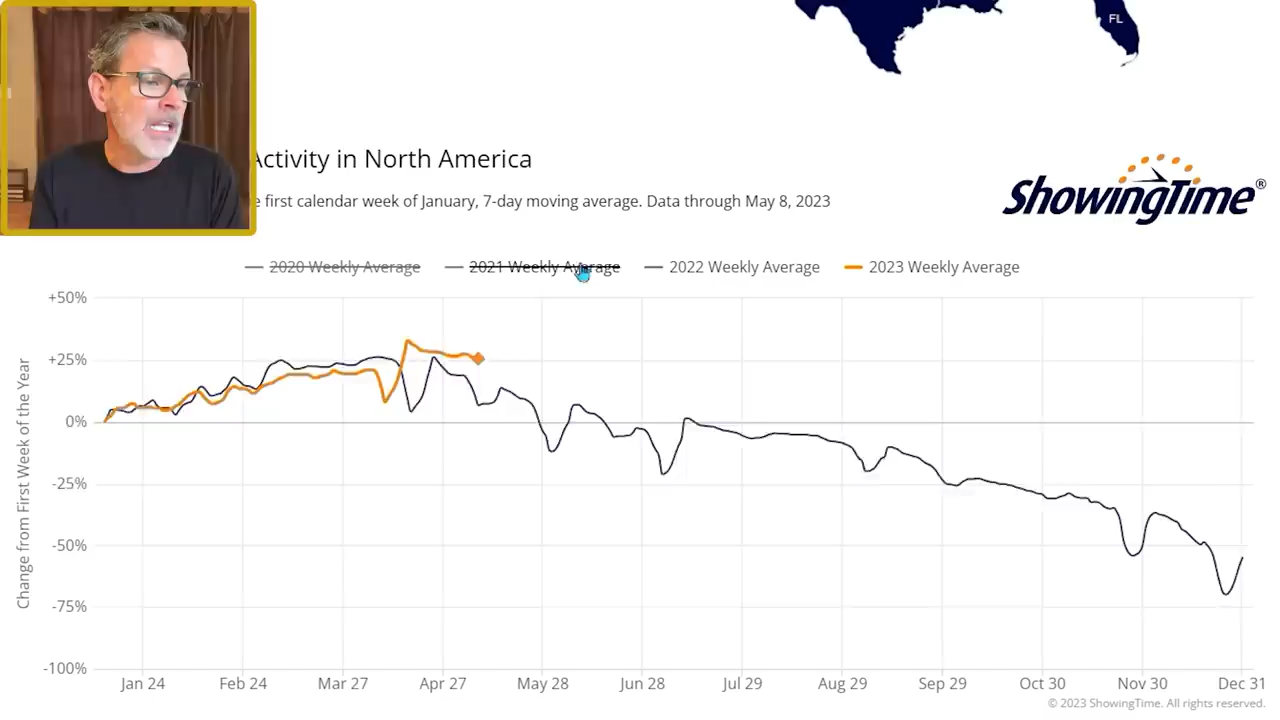 FL
Activity in North America
first calendar week of January, 7-day moving average. Data through May 8, 2023
ShowingTime®
2020 Weekly Average
2021 Weekly Average
2022 Weekly Average
2023 Weekly Average
Change from First Week of the Year
+50%
+25%
0%
-25%
-50%
-75%
-100%
Jan 24
Feb 24
Mar 27
Apr 27
May 28
Jun 28
Jul 29
Aug 29
Sep 29
Oct 30
Nov 30
Dec 31
© 2023 ShowingTime. All rights reserved.